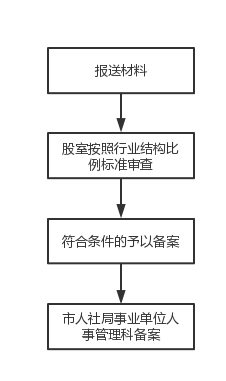 报送材料
股室按照行业结构比
例标准审查
符合条件的予以备案
市人社局事业单位人
事管理科备案